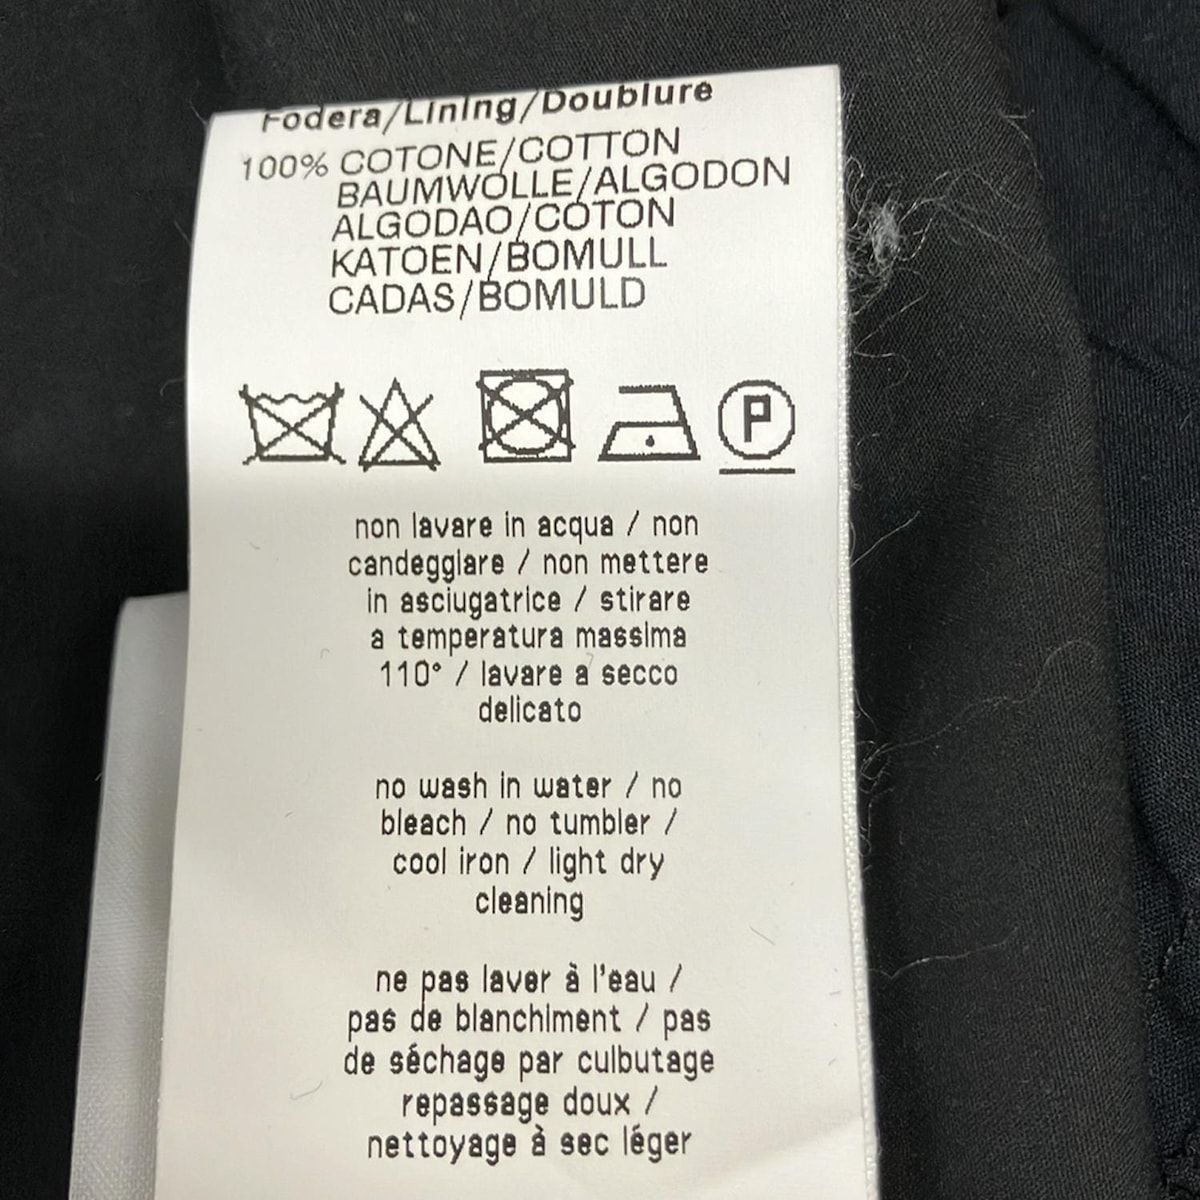 Fodera/Lining/Doublure
100% COTONE/COTTON
BAUMWOLLE/ALGODON
ALGODAO/COTON
KATOEN/BOMULL
CADAS/BOMULD
P
non lavare in acqua / non
candeggiare / non mettere
in asciugatrice / stirare
a temperatura massima
110° / lavare a secco
delicato
no wash in water / no
bleach / no tumbler /
cool iron / light dry
cleaning
ne pas laver à l'eau /
pas de blanchiment / pas
de séchage par culbutage
repassage doux /
nettoyage à sec léger